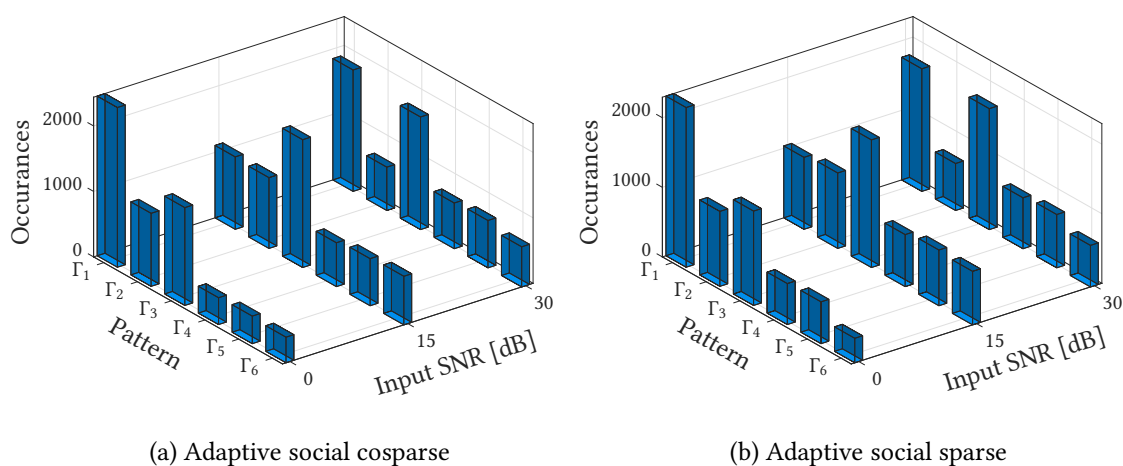 Occurances
2000
1000
0
Γ1
Γ2
Γ3
Γ4
Γ5
Γ6
Pattern
0
15
30
Input SNR [dB]
(a) Adaptive social cosparse
Occurances
2000
1000
0
Γ1
Γ2
Γ3
Γ4
Γ5
Γ6
Pattern
0
15
30
Input SNR [dB]
(b) Adaptive social sparse